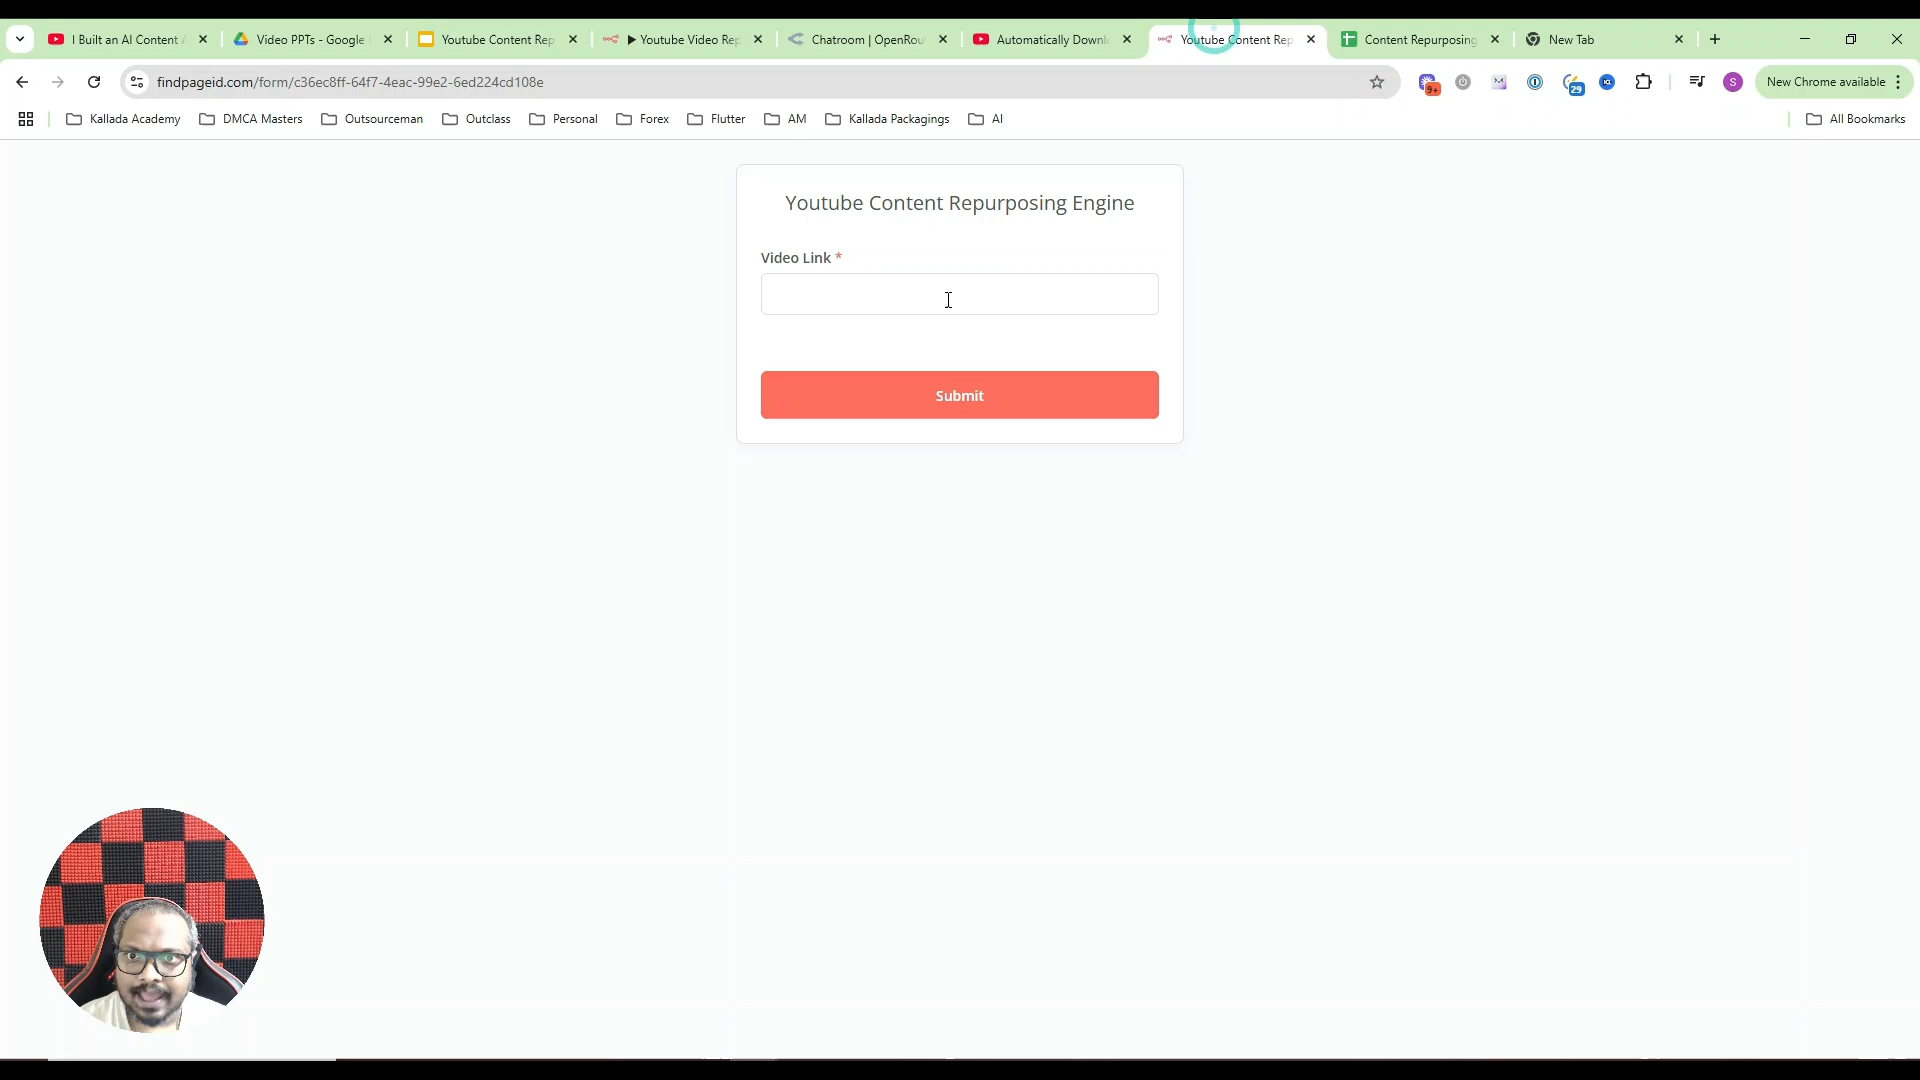 I Built an AI Content A
Video PPTs - Google
Youtube Content Rep
▶ Youtube Video Rep
Chatroom | OpenRou
Automatically Downl
Youtube Content Rep
Content Repurposing
New Tab
findpageid.com/form/c36ec8ff-64f7-4eac-99e2-6ed224cd108e
9+
29
S
New Chrome available
Kallada Academy
DMCA Masters
Outsourceman
Outclass
Personal
Forex
Flutter
AM
Kallada Packagings
AI
All Bookmarks
Youtube Content Repurposing Engine
Video Link *
Submit